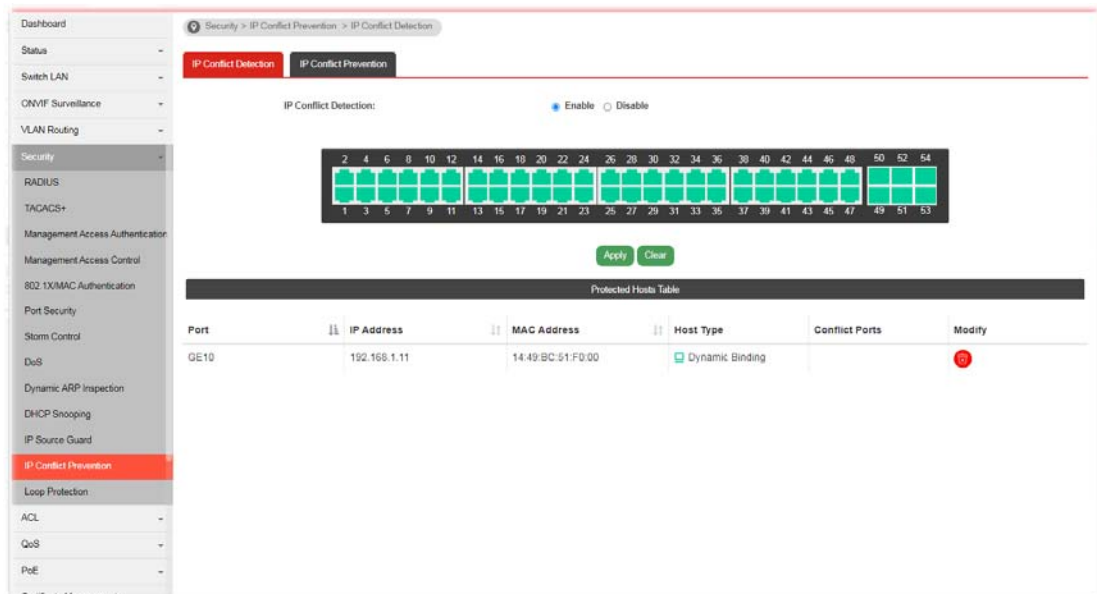 Dashboard
Status
Switch LAN
ONVIF Surveillance
VLAN Routing
Security
RADIUS
TACACS+
Management Access Authentication
Management Access Control
802.1X/MAC Authentication
Port Security
Storm Control
DoS
Dynamic ARP Inspection
DHCP Snooping
IP Source Guard
IP Conflict Prevention
Loop Protection
ACL
QoS
PoE
Security > IP Conflict Prevention > IP Conflict Detection
IP Conflict Detection IP Conflict Prevention
IP Conflict Detection: Enable Disable
2 4 6 8 10 12 14 16 18 20 22 24 26 28 30 32 34 36 38 40 42 44 46 48 50 52 54
1 3 5 7 9 11 13 15 17 19 21 23 25 27 29 31 33 35 37 39 41 43 45 47 49 51 53
Apply Clear
Protected Hosts Table
Port IP Address MAC Address Host Type Conflict Ports Modify
GE10 192.168.1.11 14:49:BC:51:F0:00 Dynamic Binding